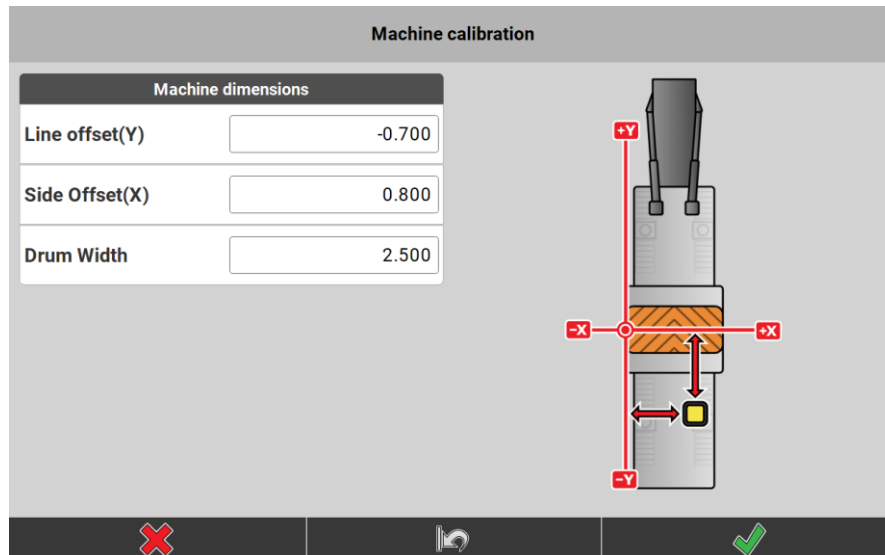 Machine calibration
Machine dimensions
Line offset(Y) -0.700
Side Offset(X) 0.800
Drum Width 2.500
+Y
-X +X
-Y